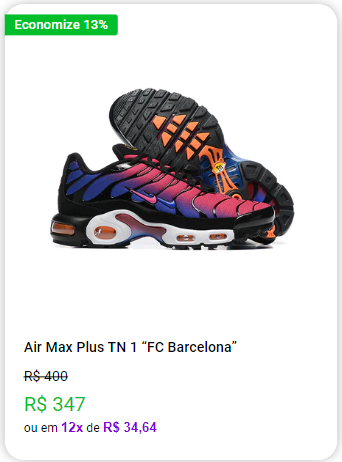 Economize 13%
Air Max Plus TN 1 “FC Barcelona”
R$ 400
R$ 347
ou em 12x de R$ 34,64